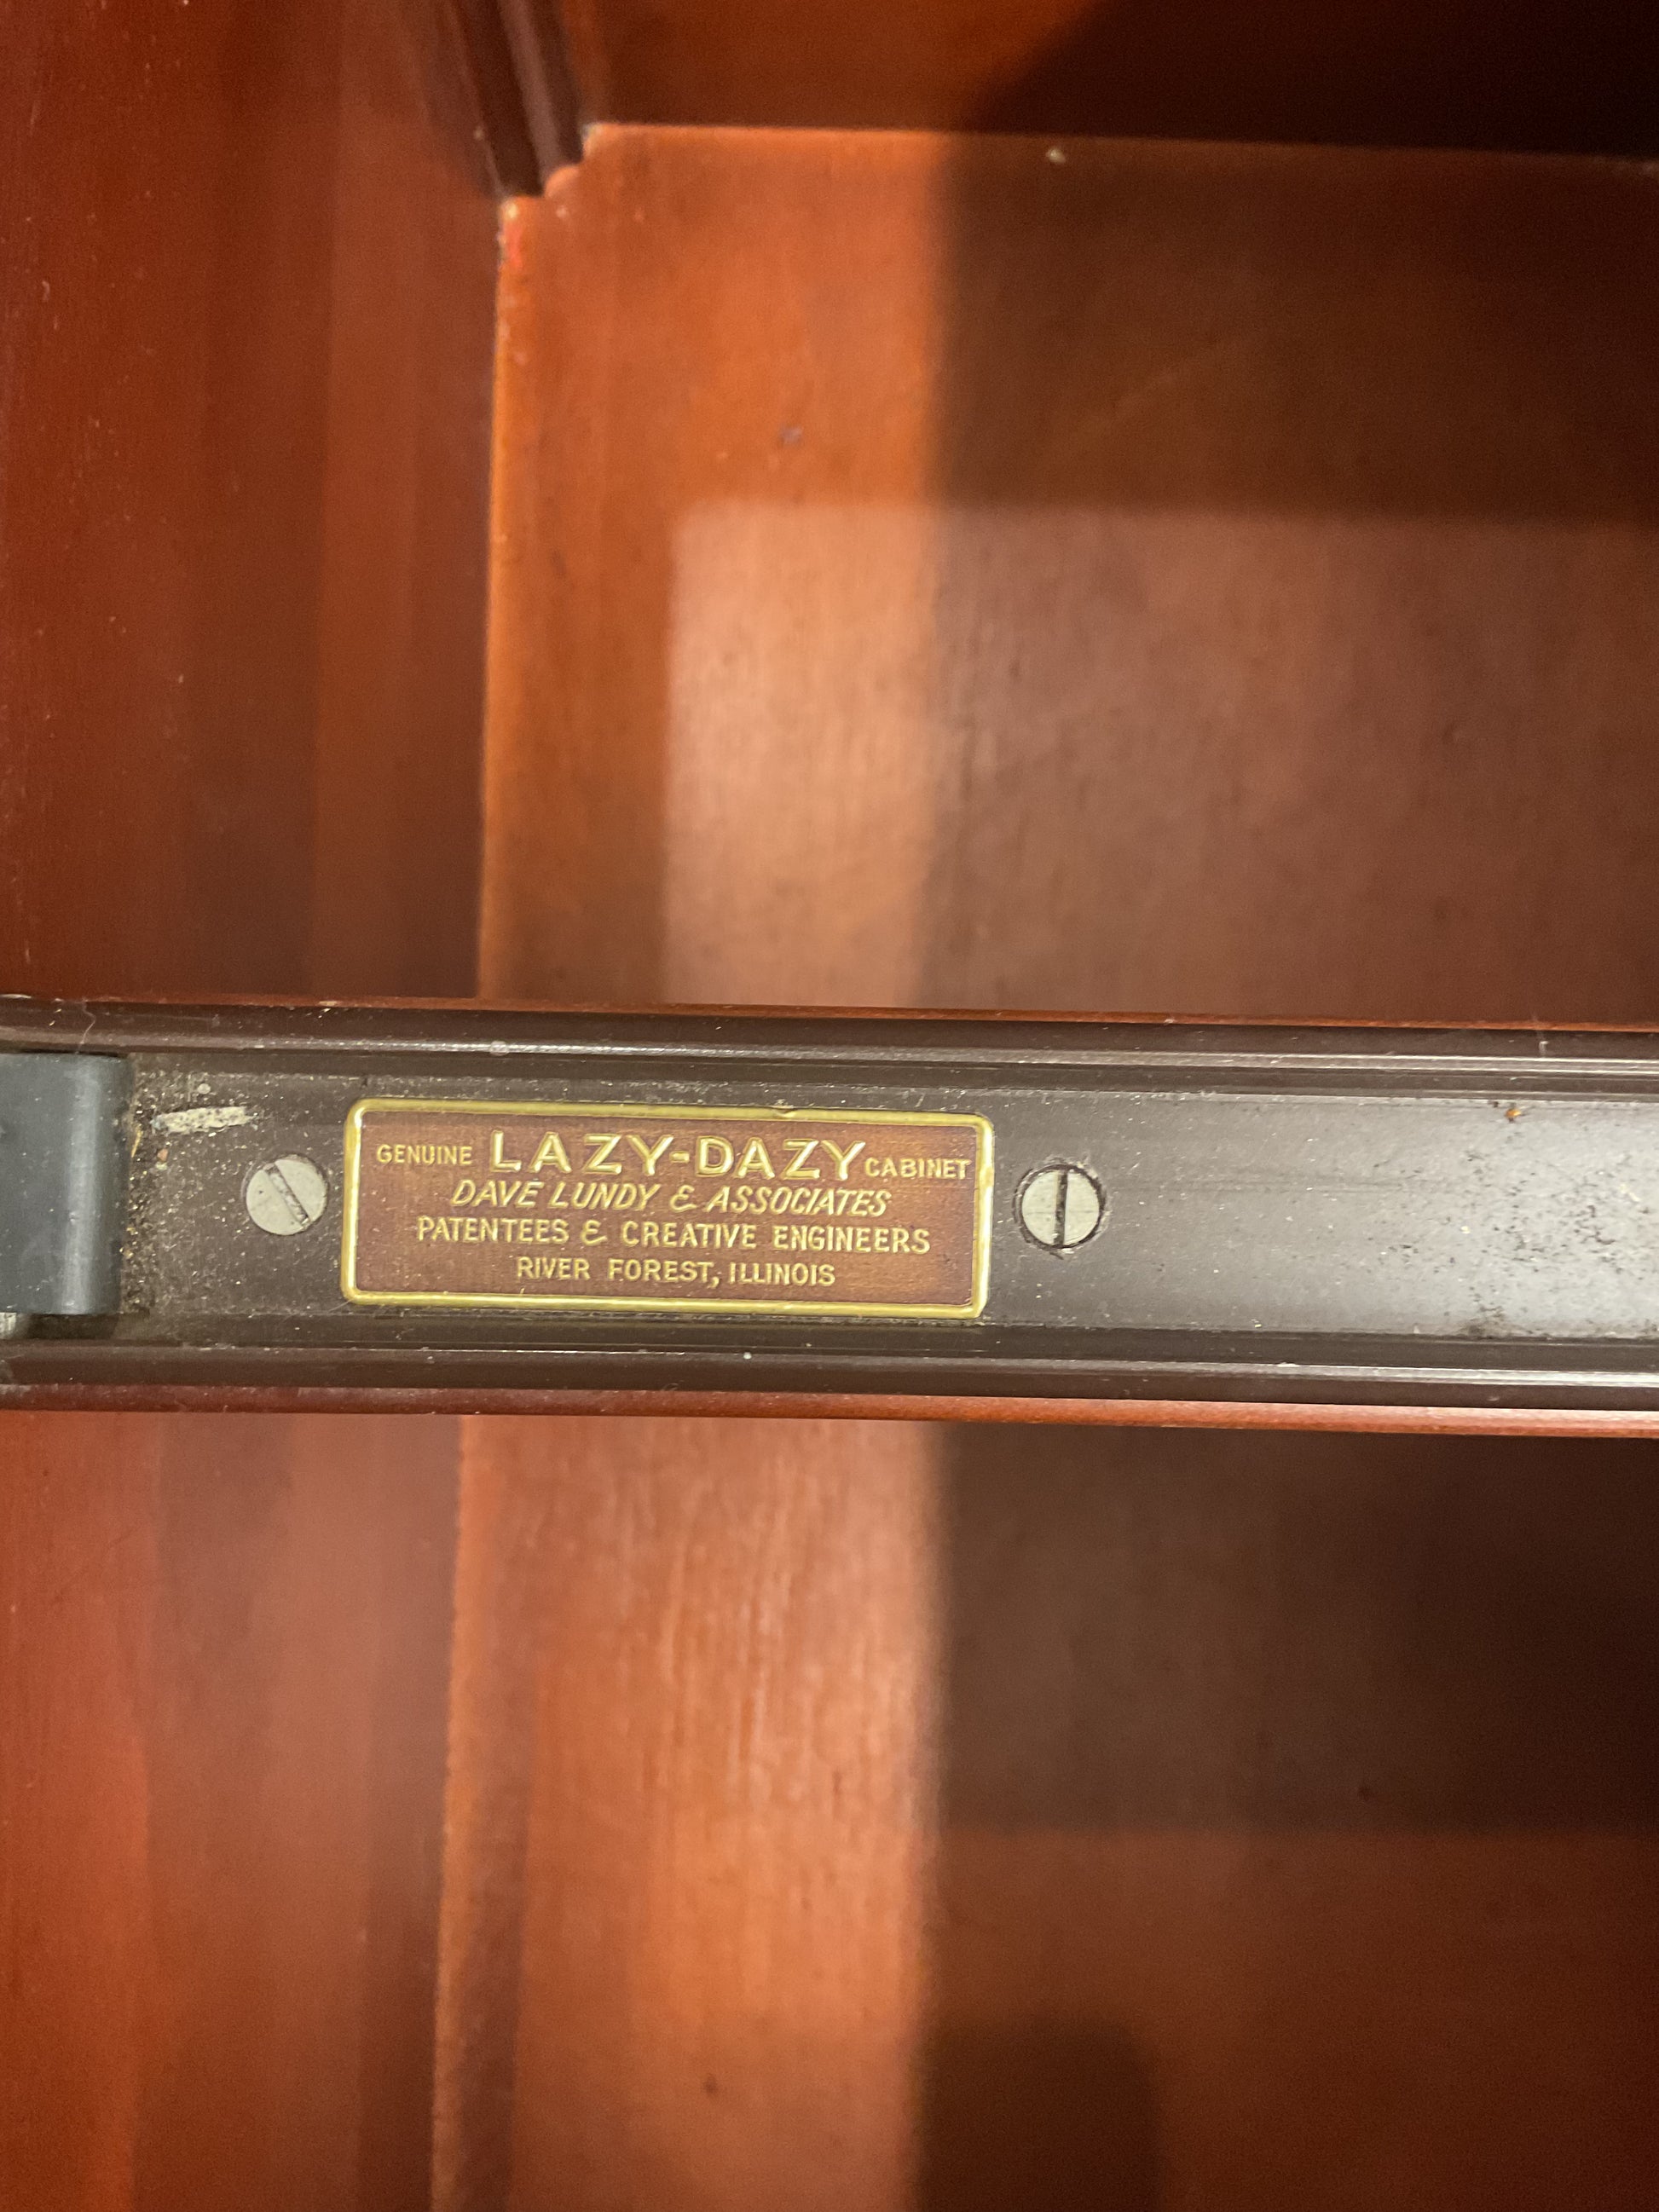 GENUINE LAZY-DAZY CABINET
DAVE LUNDY & ASSOCIATES
PATENTEES & CREATIVE ENGINEERS
RIVER FOREST, ILLINOIS